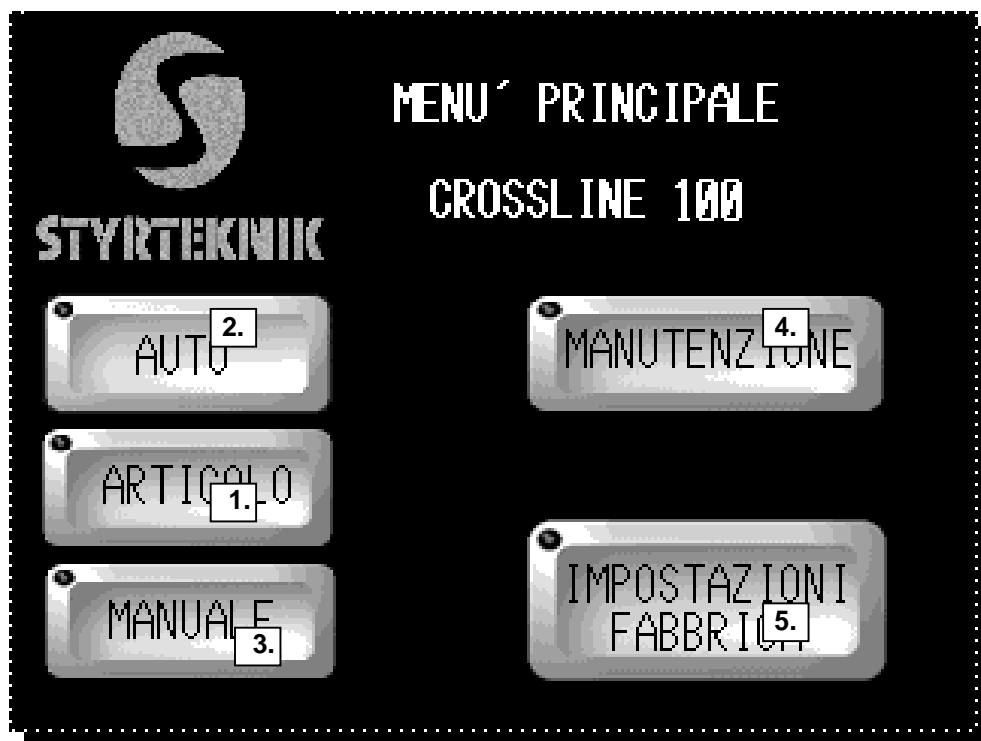 MENU´ PRINCIPALE
CROSSLINE 100
STYRTEKNIK
AUTO
2.
MANUTENZIONE
4.
ARTICOLO
1.
MANUALE
3.
IMPOSTAZIONI
FABBRICA
5.